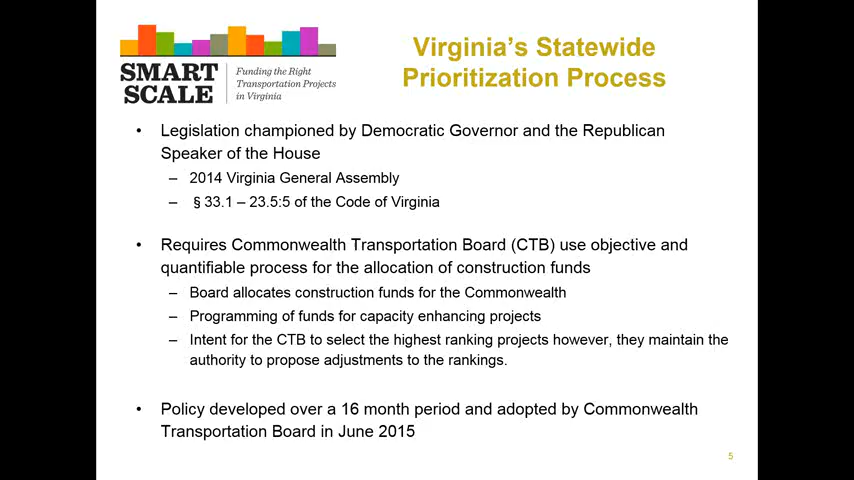 SMART
SCALE
Funding the Right
Transportation Projects
in Virginia
Virginia's Statewide
Prioritization Process
• Legislation championed by Democratic Governor and the Republican
Speaker of the House
– 2014 Virginia General Assembly
– § 33.1 – 23.5:5 of the Code of Virginia
• Requires Commonwealth Transportation Board (CTB) use objective and
quantifiable process for the allocation of construction funds
– Board allocates construction funds for the Commonwealth
– Programming of funds for capacity enhancing projects
– Intent for the CTB to select the highest ranking projects however, they maintain the
authority to propose adjustments to the rankings.
• Policy developed over a 16 month period and adopted by Commonwealth
Transportation Board in June 2015
5